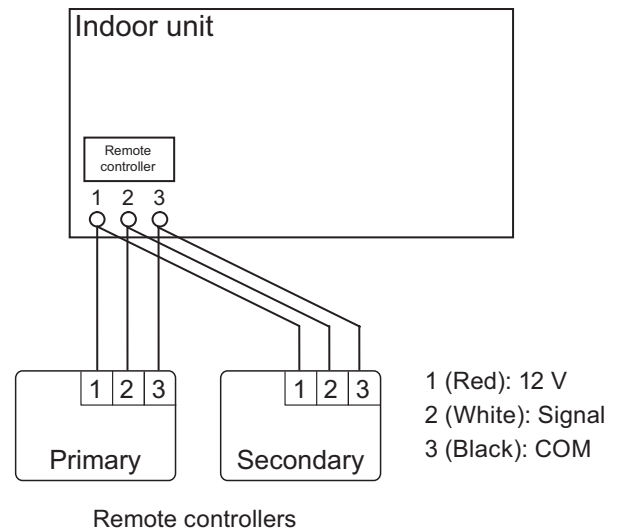 Indoor unit
Remote
controller
1 2 3
1 2 3
1 2 3
Primary
Secondary
1 (Red): 12 V
2 (White): Signal
3 (Black): COM
Remote controllers